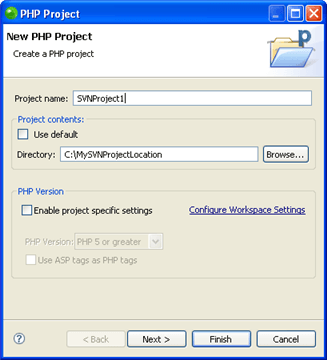 PHP Project
New PHP Project
Create a PHP project
Project name: SVNProject1
Project contents:
Use default
Directory: C:\MySVNProjectLocation Browse...
PHP Version
Enable project specific settings Configure Workspace Settings
PHP Version: PHP 5 or greater
Use ASP tags as PHP tags
? < Back Next > Finish Cancel